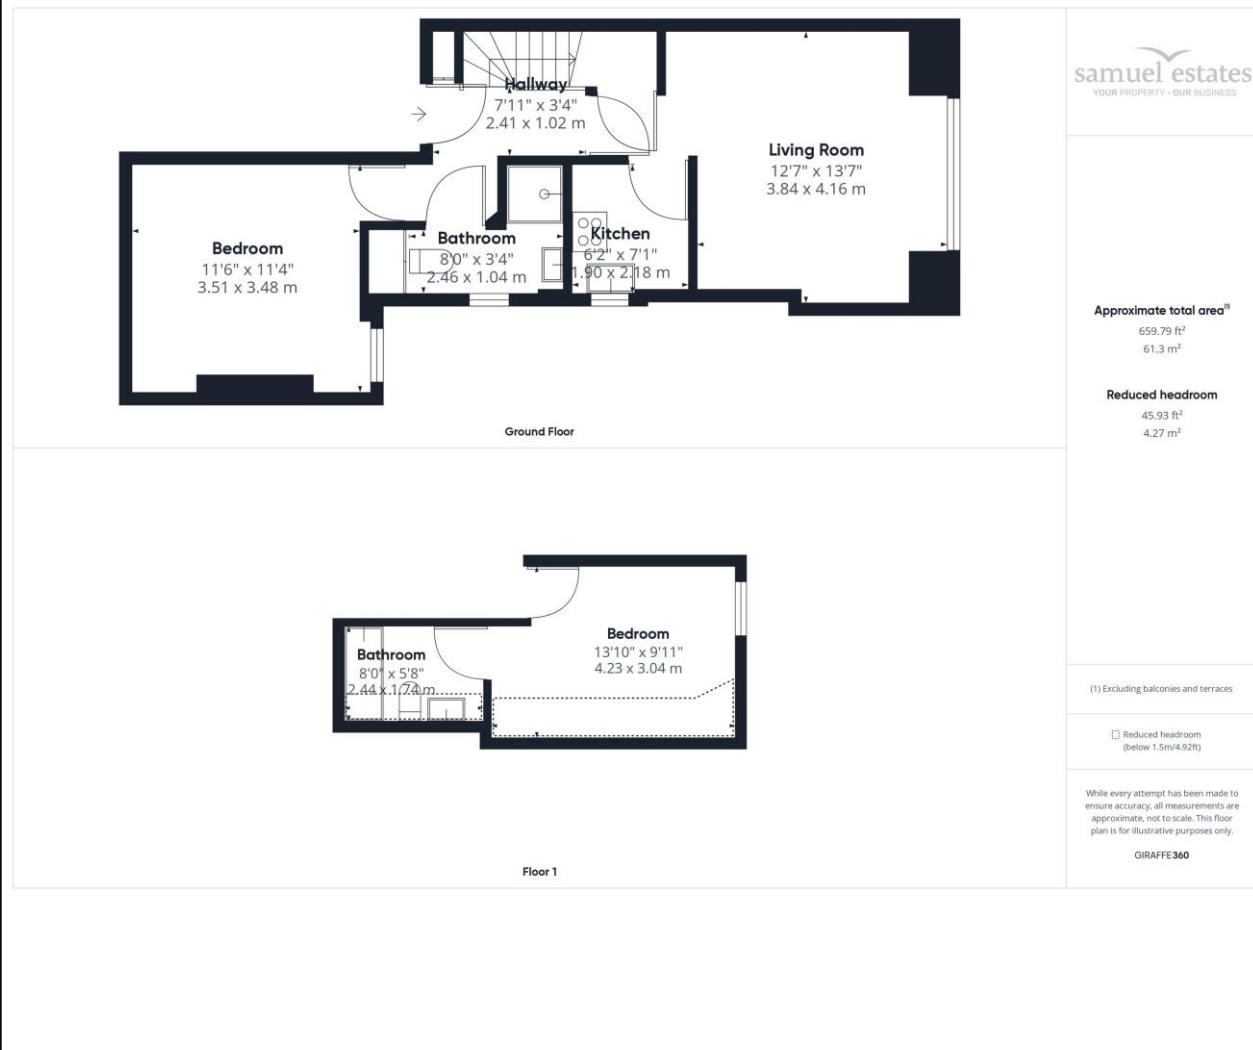 Hallway
7'11" x 3'4"
2.41 x 1.02 m
Living Room
12'7" x 13'7"
3.84 x 4.16 m
Bedroom
11'6" x 11'4"
3.51 x 3.48 m
Bathroom
8'0" x 3'4"
2.46 x 1.04 m
Kitchen
6'2" x 7'1"
1.90 x 2.18 m
Ground Floor
Bathroom
8'0" x 5'8"
2.44 x 1.74 m
Bedroom
13'10" x 9'11"
4.23 x 3.04 m
Floor 1
samuel estates
YOUR PROPERTY • OUR BUSINESS
Approximate total area⁽¹⁾
659.79 ft²
61.3 m²
Reduced headroom
45.93 ft²
4.27 m²
(1) Excluding balconies and terraces
Reduced headroom
(below 1.5m/4.92ft)
While every attempt has been made to
ensure accuracy, all measurements are
approximate, not to scale. This floor
plan is for illustrative purposes only.
GIRAFFE360